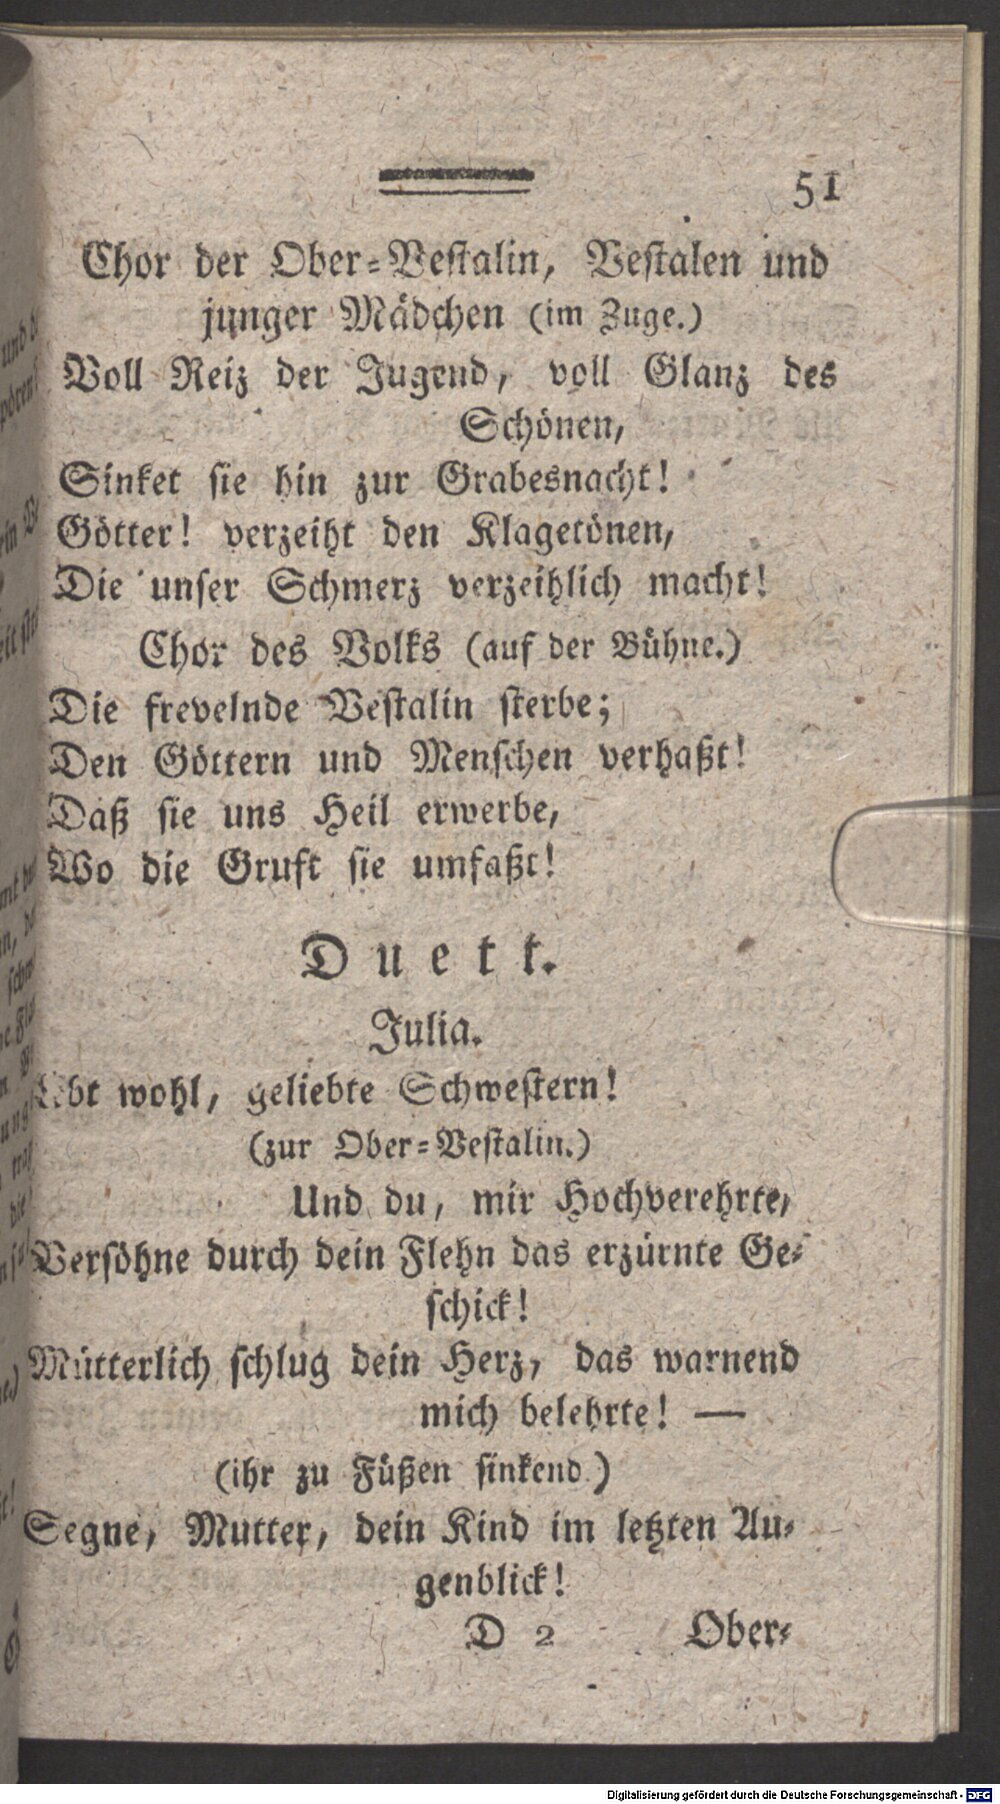 51
Chor der Ober-Vestalin, Vestalen und
junger Mädchen (im Zuge.)
Voll Reiz der Jugend, voll Glanz des
Schönen,
Sinket sie hin zur Grabesnacht!
Götter! verzeiht den Klagetönen,
Die unser Schmerz verzeihlich macht!
Chor des Volks (auf der Bühne.)
Die frevelnde Vestalin sterbe;
Den Göttern und Menschen verhaßt!
Daß sie uns Heil erwerbe,
Wo die Gruft sie umfaßt!
Duett.
Julia.
Lebt wohl, geliebte Schwestern!
(zur Ober-Vestalin.)
Und du, mir Hochverehrte,
Versöhne durch dein Flehn das erzürnte Ge-
schick!
Mütterlich schlug dein Herz, das warnend
mich belehrte! —
(ihr zu Füßen sinkend)
Segne, Mutter, dein Kind im letzten Au-
genblick!
D 2 Ober-
Digitalisierung gefördert durch die Deutsche Forschungsgemeinschaft - DFG